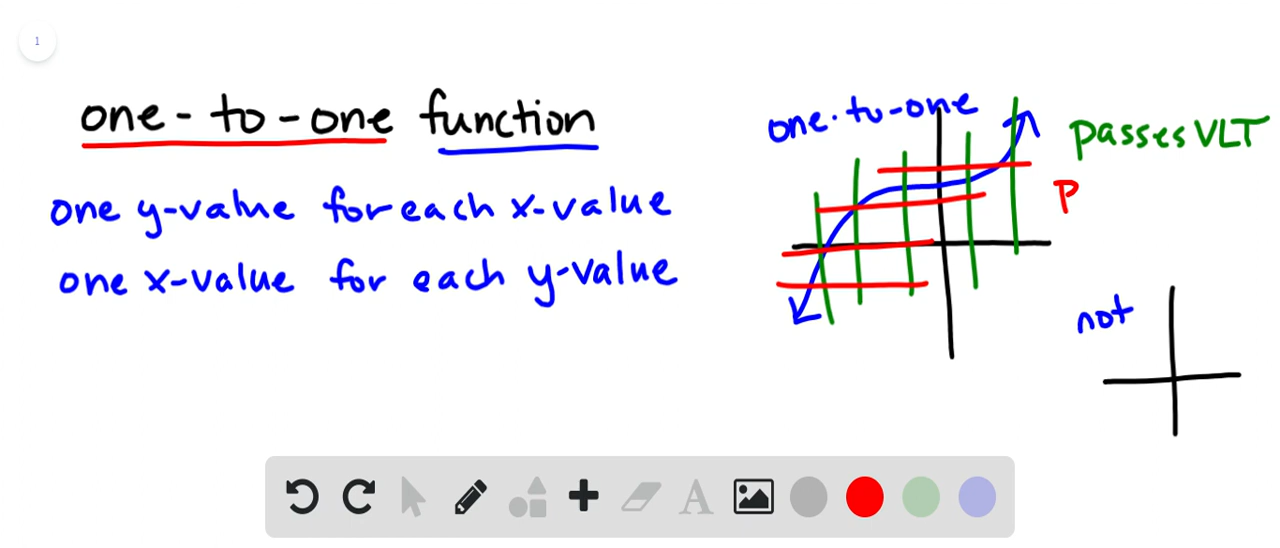 1
one-to-one function
one y-value for each x-value
one x-value for each y-value
one-to-one
passes VLT
P
not
A